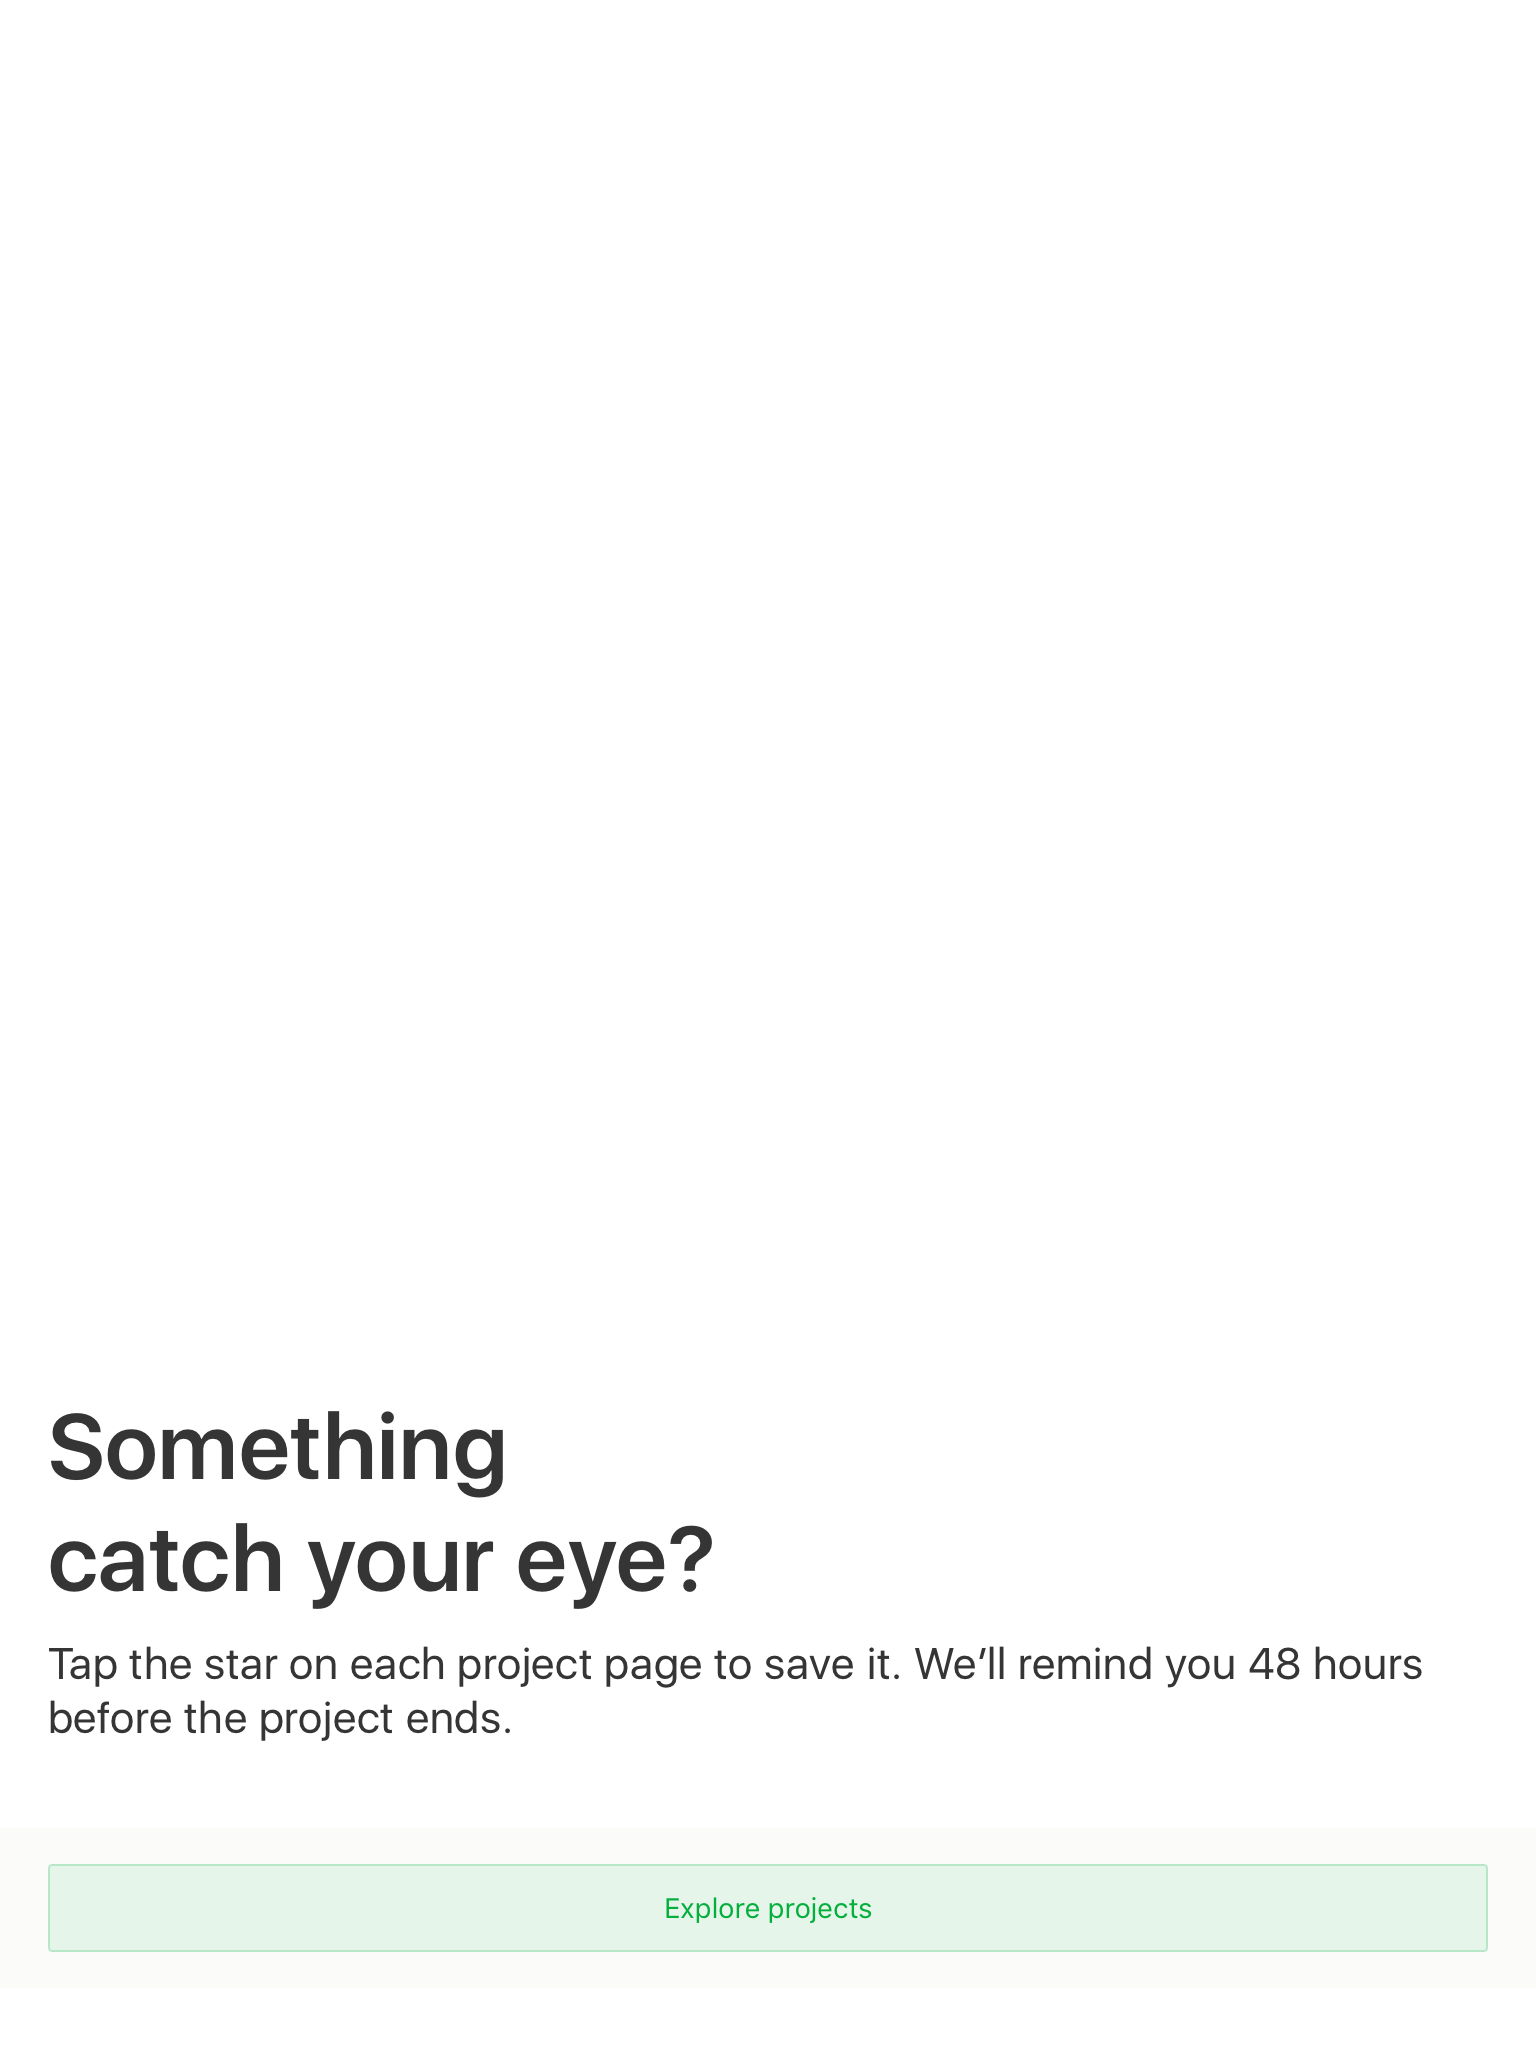 Something
catch your eye?
Tap the star on each project page to save it. We’ll remind you 48 hours
before the project ends.
Explore projects